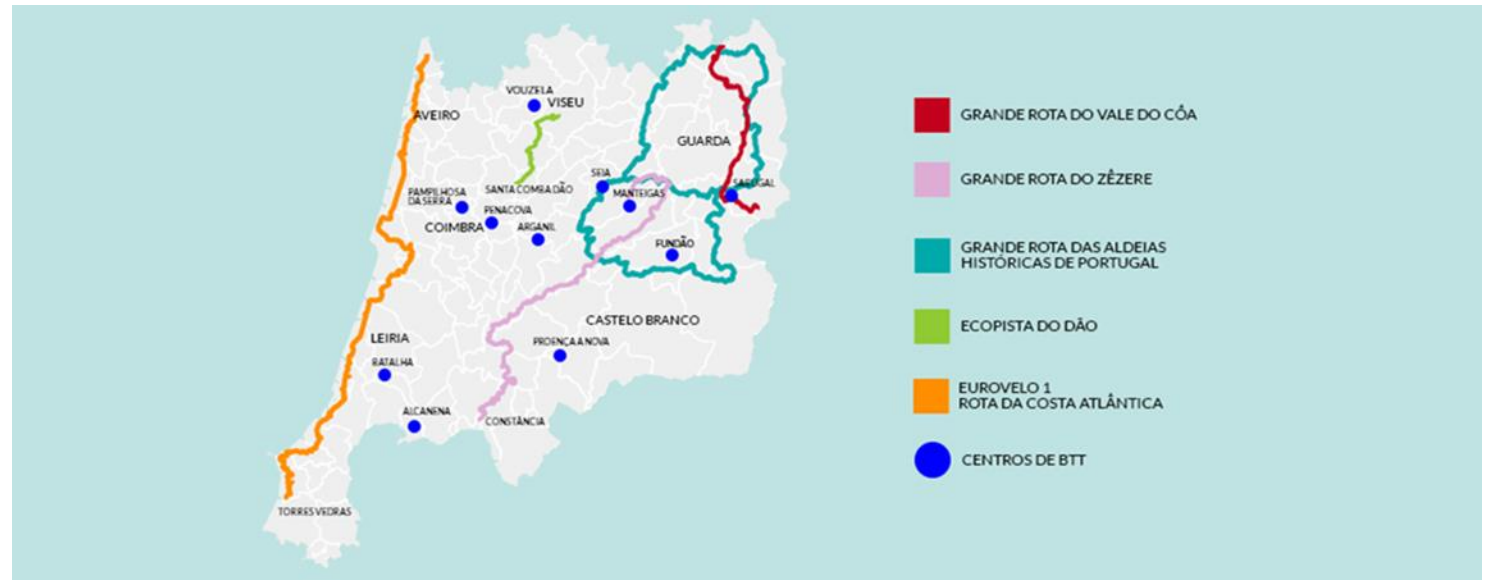 VOUZELA
VISEU
AVEIRO
GUARDA
SEIA
PAMPILHOSA
DA SERRA
SANTA COMBA DÃO
MANTEIGAS
SABUGAL
PENACOVA
COIMBRA
ARGANIL
FUNDÃO
CASTELO BRANCO
LEIRIA
PROENÇA A NOVA
BATALHA
ALCANENA
CONSTÂNCIA
TORRES VEDRAS
GRANDE ROTA DO VALE DO CÔA
GRANDE ROTA DO ZÊZERE
GRANDE ROTA DAS ALDEIAS
HISTÓRICAS DE PORTUGAL
ECOPISTA DO DÃO
EUROVELO 1
ROTA DA COSTA ATLÂNTICA
CENTROS DE BTT